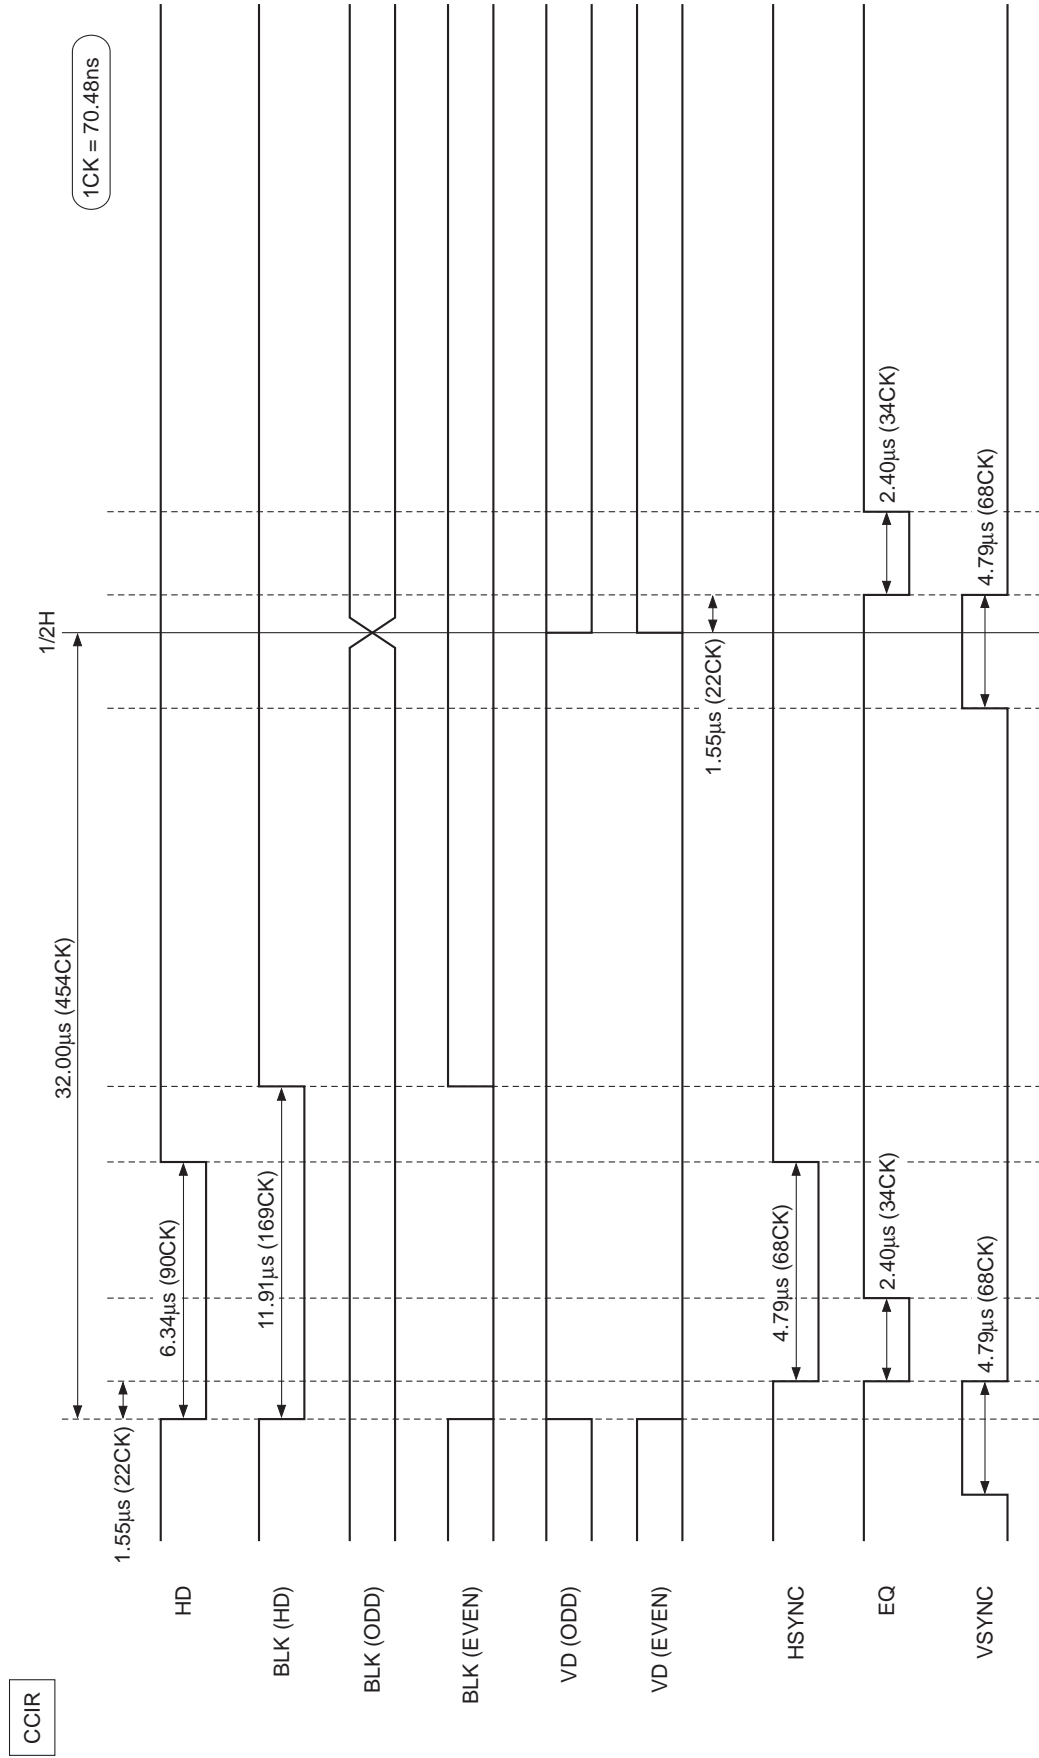 CCIR
1CK = 70.48ns
1/2H
32.00µs (454CK)
1.55µs (22CK)
HD
6.34µs (90CK)
BLK (HD)
11.91µs (169CK)
BLK (ODD)
BLK (EVEN)
VD (ODD)
VD (EVEN)
1.55µs (22CK)
HSYNC
4.79µs (68CK)
EQ
2.40µs (34CK)
2.40µs (34CK)
VSYNC
4.79µs (68CK)
4.79µs (68CK)